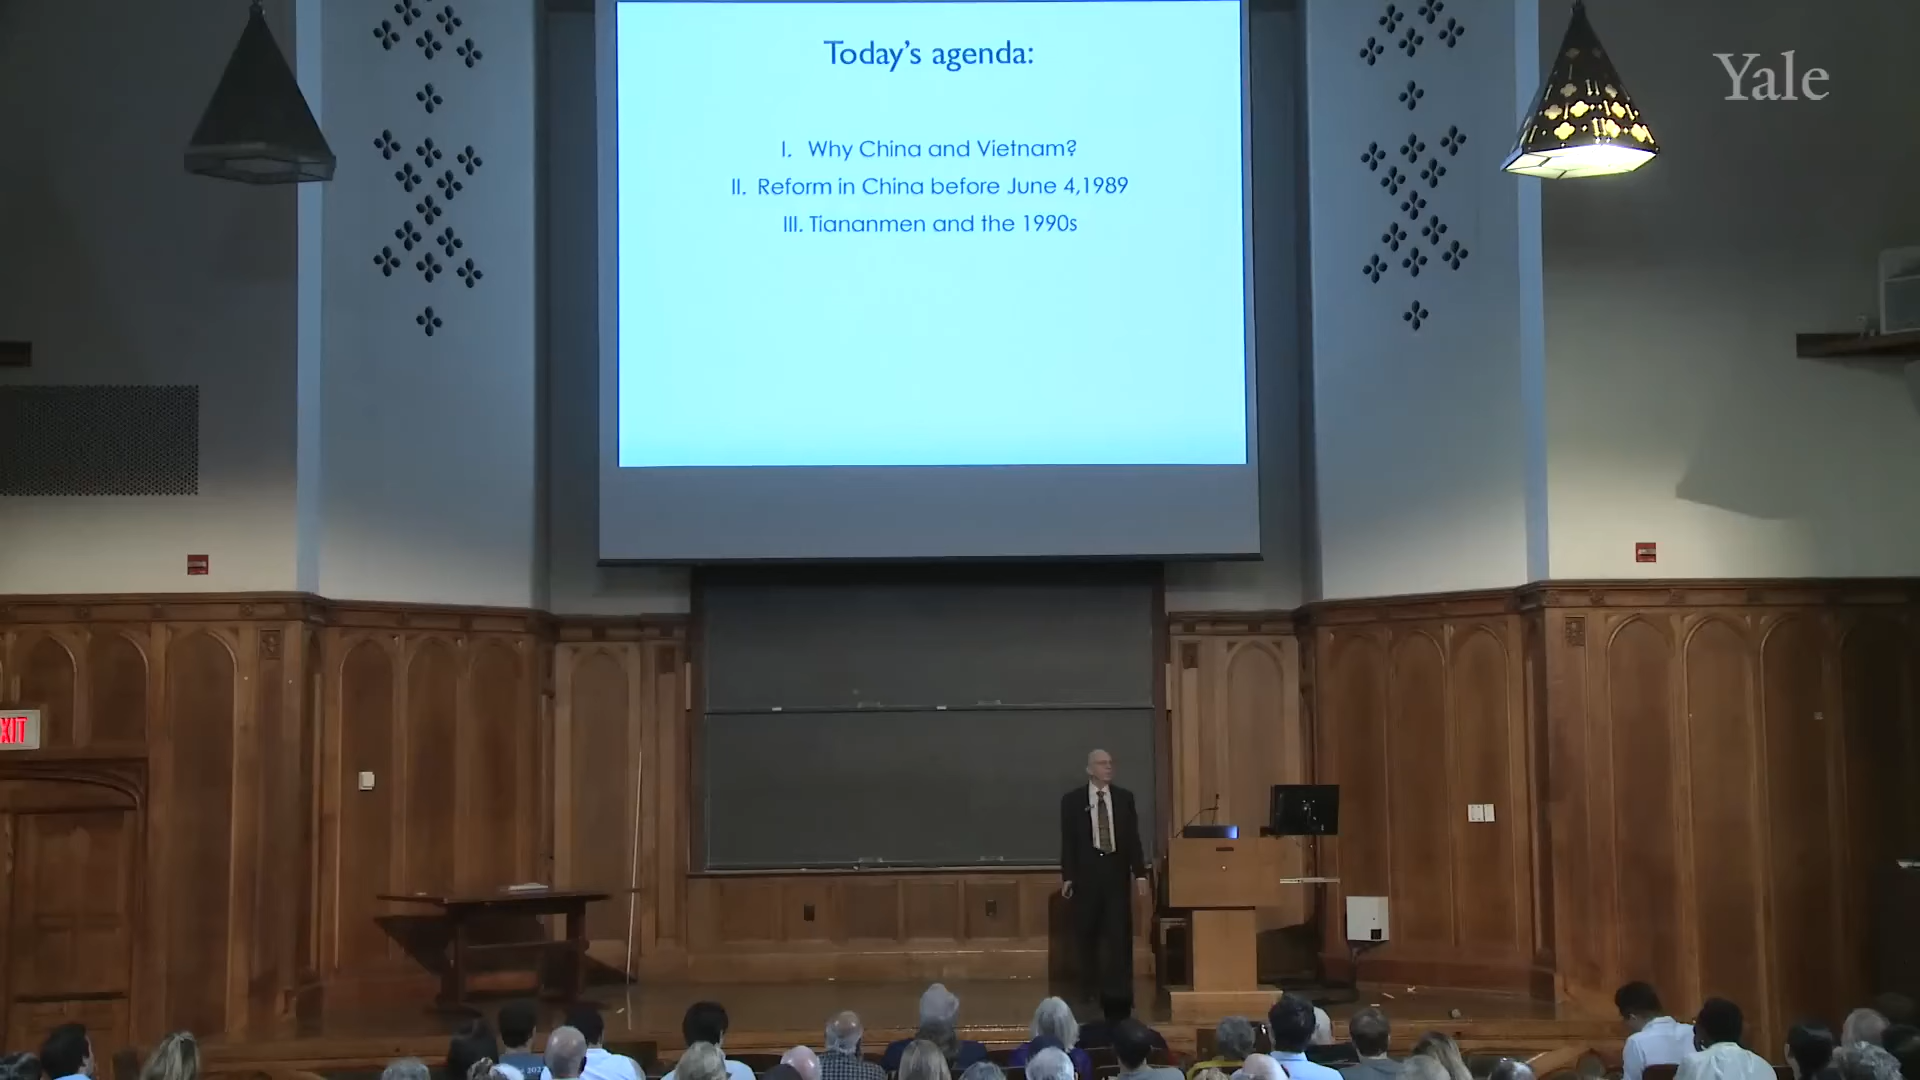 Today's agenda:
Yale
I. Why China and Vietnam?
II. Reform in China before June 4,1989
III. Tiananmen and the 1990s
XIT